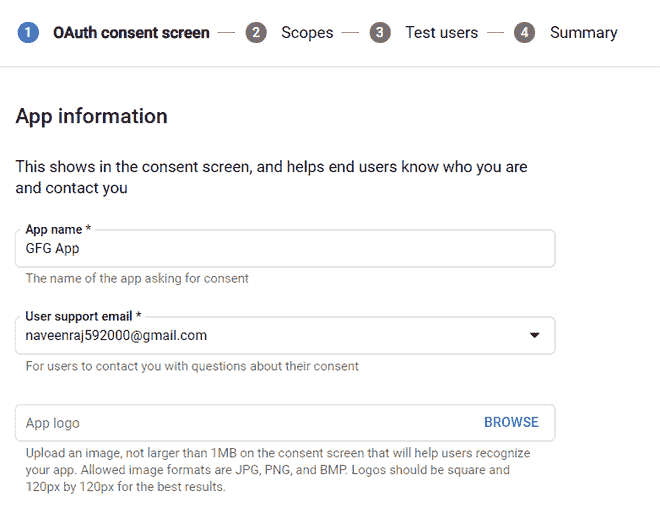 1 OAuth consent screen — 2 Scopes — 3 Test users — 4 Summary
App information
This shows in the consent screen, and helps end users know who you are
and contact you
App name *
GFG App
The name of the app asking for consent
User support email *
naveenraj592000@gmail.com
For users to contact you with questions about their consent
App logo BROWSE
Upload an image, not larger than 1MB on the consent screen that will help users recognize
your app. Allowed image formats are JPG, PNG, and BMP. Logos should be square and
120px by 120px for the best results.